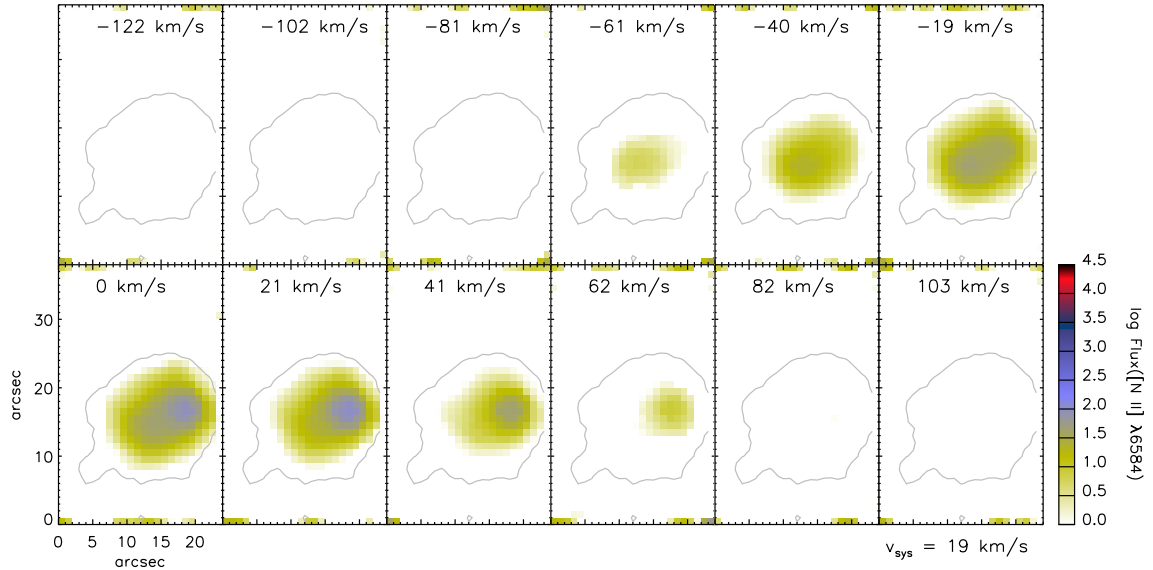 −122 km/s
−102 km/s
−81 km/s
−61 km/s
−40 km/s
−19 km/s
0 km/s
21 km/s
41 km/s
62 km/s
82 km/s
103 km/s
30
20
10
0
arcsec
0 5 10 15 20
arcsec
4.5
4.0
3.5
3.0
2.5
2.0
1.5
1.0
0.5
0.0
log Flux([N II] λ6584)
vsys = 19 km/s